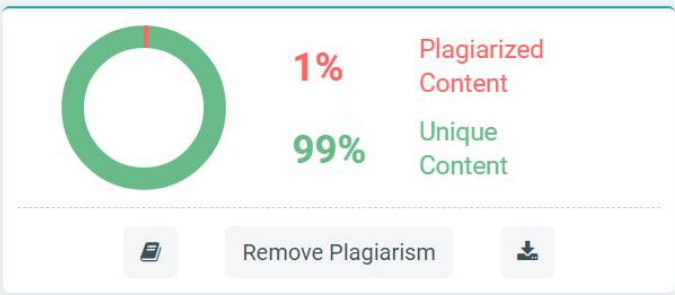 1%
Plagiarized
Content
99%
Unique
Content
Remove Plagiarism